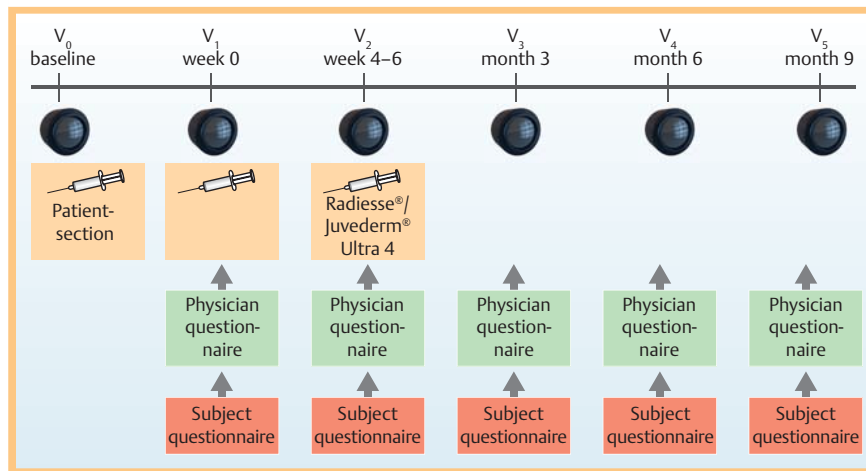 V0 V1 V2 V3 V4 V5
baseline week 0 week 4–6 month 3 month 6 month 9
Patient-
section
Radiesse®/
Juvederm®
Ultra 4
Physician
question-
naire
Physician
question-
naire
Physician
question-
naire
Physician
question-
naire
Physician
question-
naire
Subject
questionnaire
Subject
questionnaire
Subject
questionnaire
Subject
questionnaire
Subject
questionnaire